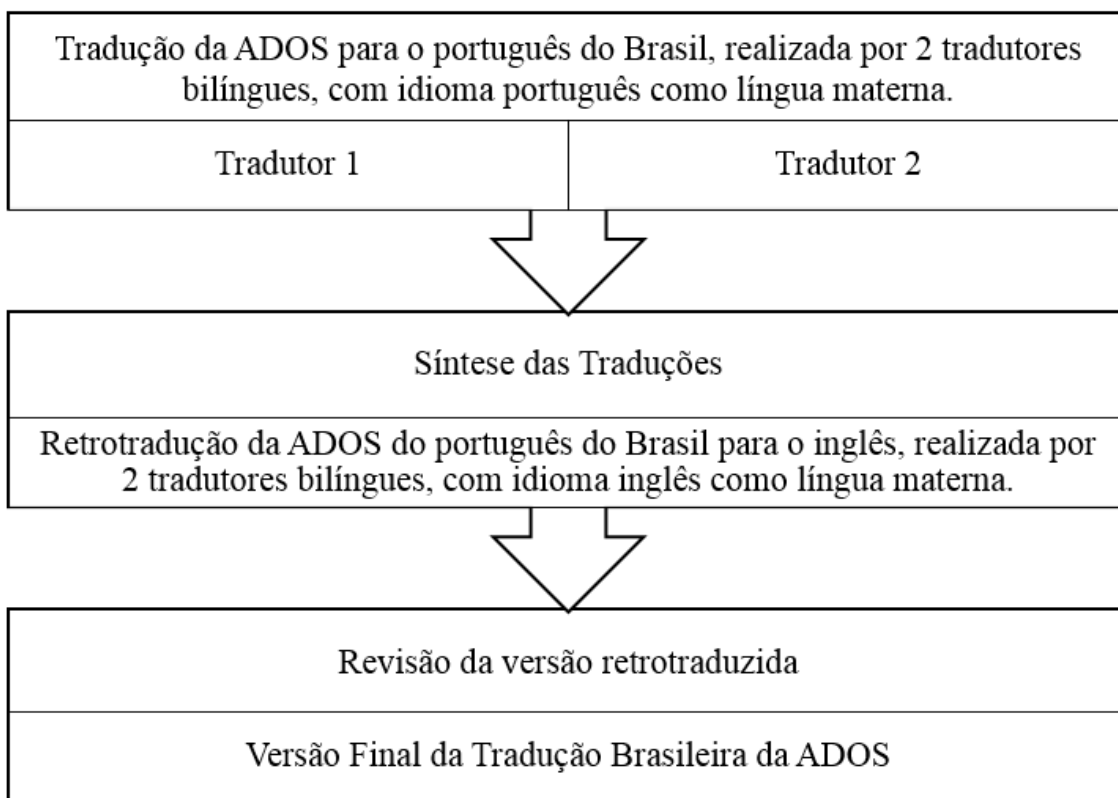 Tradução da ADOS para o português do Brasil, realizada por 2 tradutores
bilíngues, com idioma português como língua materna.
Tradutor 1
Tradutor 2
Síntese das Traduções
Retrotradução da ADOS do português do Brasil para o inglês, realizada por
2 tradutores bilíngues, com idioma inglês como língua materna.
Revisão da versão retrotraduzida
Versão Final da Tradução Brasileira da ADOS